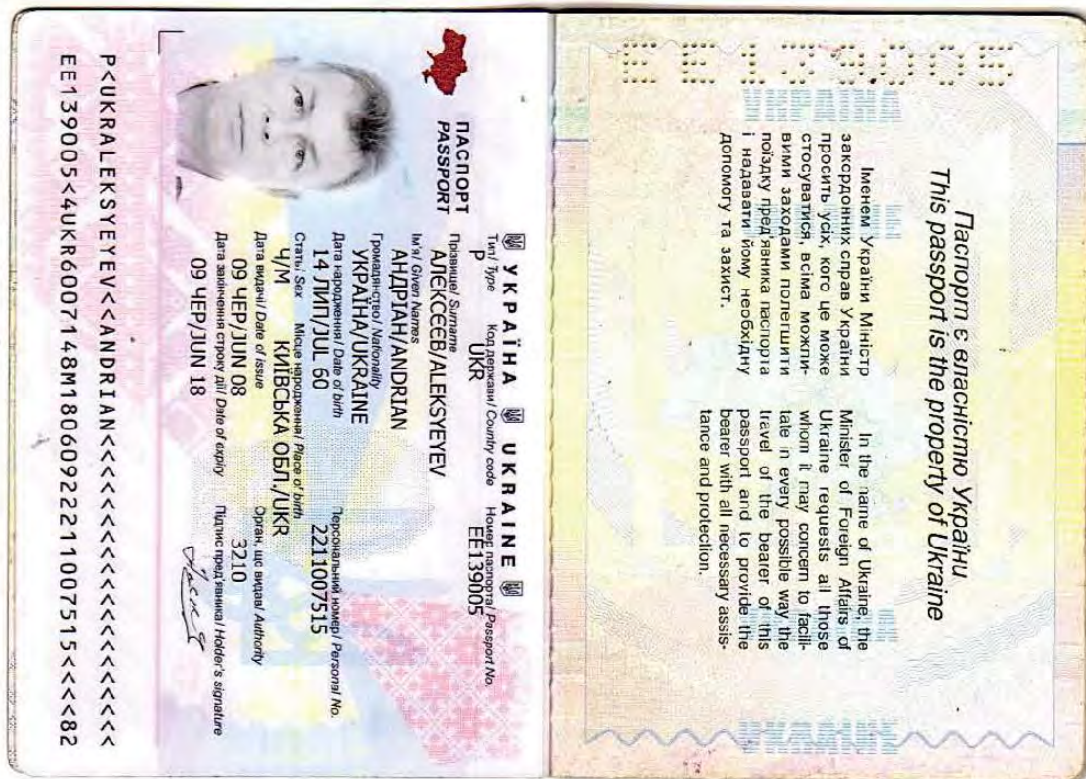 Паспорт є власністю України
This passport is the property of Ukraine
Іменем України Міністр
закордонних справ України
просить усіх, кого це може
стосуватися, всіма можли-
вими заходами полегшити
поїздку пред'явника паспорта
і надавати йому необхідну
допомогу та захист.
In the name of Ukraine, the
Minister of Foreign Affairs of
Ukraine requests all those
whom it may concern to facili-
tate in every possible way the
travel of the bearer of this
passport and to provide the
bearer with all necessary assis-
tance and protection.
EE139005
УКРАЇНА UKRAINE
ПАСПОРТ
PASSPORT
Тип/ Type Код держави/ Country code Номер паспорта/ Passport No.
P UKR EE139005
Прізвище/ Surname
АЛЄКСЄЄВ/ALEKSYEYEV
Ім'я/ Given Names
АНДРІАН/ANDRIAN
Громадянство/ Nationality
УКРАЇНА/UKRAINE
Дата народження/ Date of birth Персональний номер/ Personal No.
14 ЛИП/JUL 60 2211007515
Стать/ Sex Місце народження/ Place of birth
Ч/M КИЇВСЬКА ОБЛ./UKR
Дата видачі/ Date of issue Орган, що видав/ Authority
09 ЧЕР/JUN 08 3210
Дата закінчення строку дії/ Date of expiry Підпис пред'явника/ Holder's signature
09 ЧЕР/JUN 18
P<UKRALEKSYEYEV<<ANDRIAN<<<<<<<<<<<<<<<<<<<<
EE139005<4UKR6007148M18060922211007515<<<<82